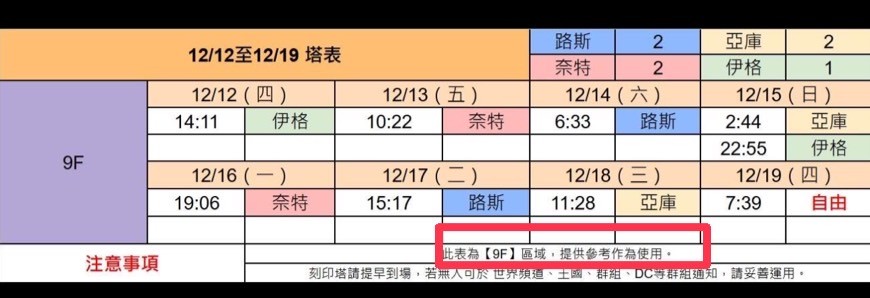 12/12至12/19 塔表 路斯 2 亞庫 2
奈特 2 伊格 1
9F
12/12(四) 12/13(五) 12/14(六) 12/15(日)
14:11 伊格 10:22 奈特 6:33 路斯 2:44 亞庫
22:55 伊格
12/16(一) 12/17(二) 12/18(三) 12/19(四)
19:06 奈特 15:17 路斯 11:28 亞庫 7:39 自由
注意事項
此表為【9F】區域，提供參考作為使用。
刻印塔請提早到場，若無人可於 世界頻道、王國、群組、DC等群組通知，請妥善運用。